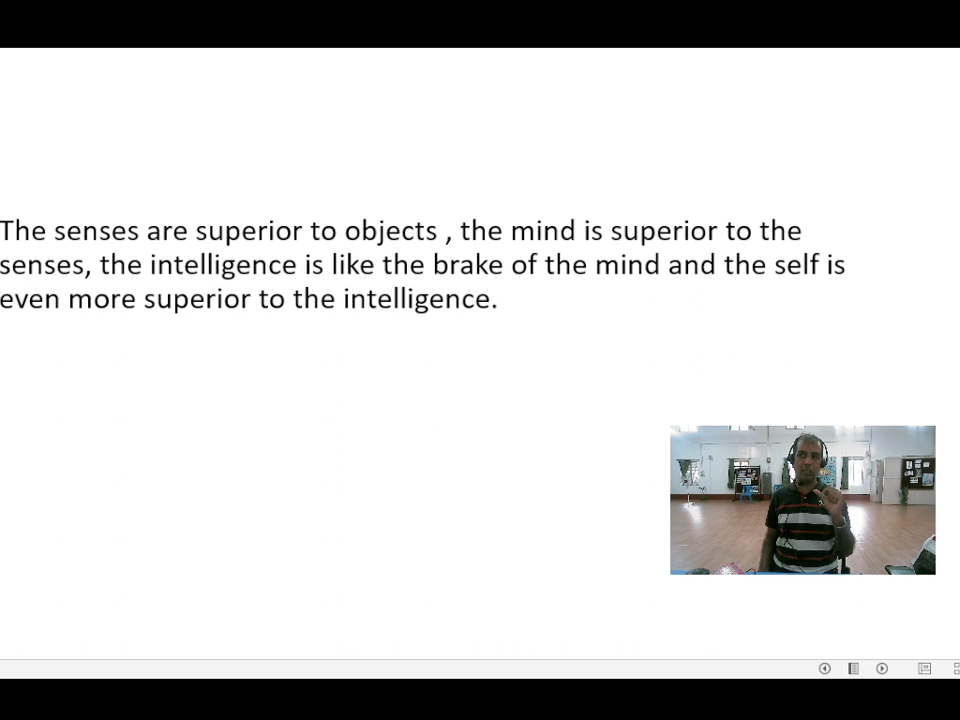 The senses are superior to objects , the mind is superior to the
senses, the intelligence is like the brake of the mind and the self is
even more superior to the intelligence.